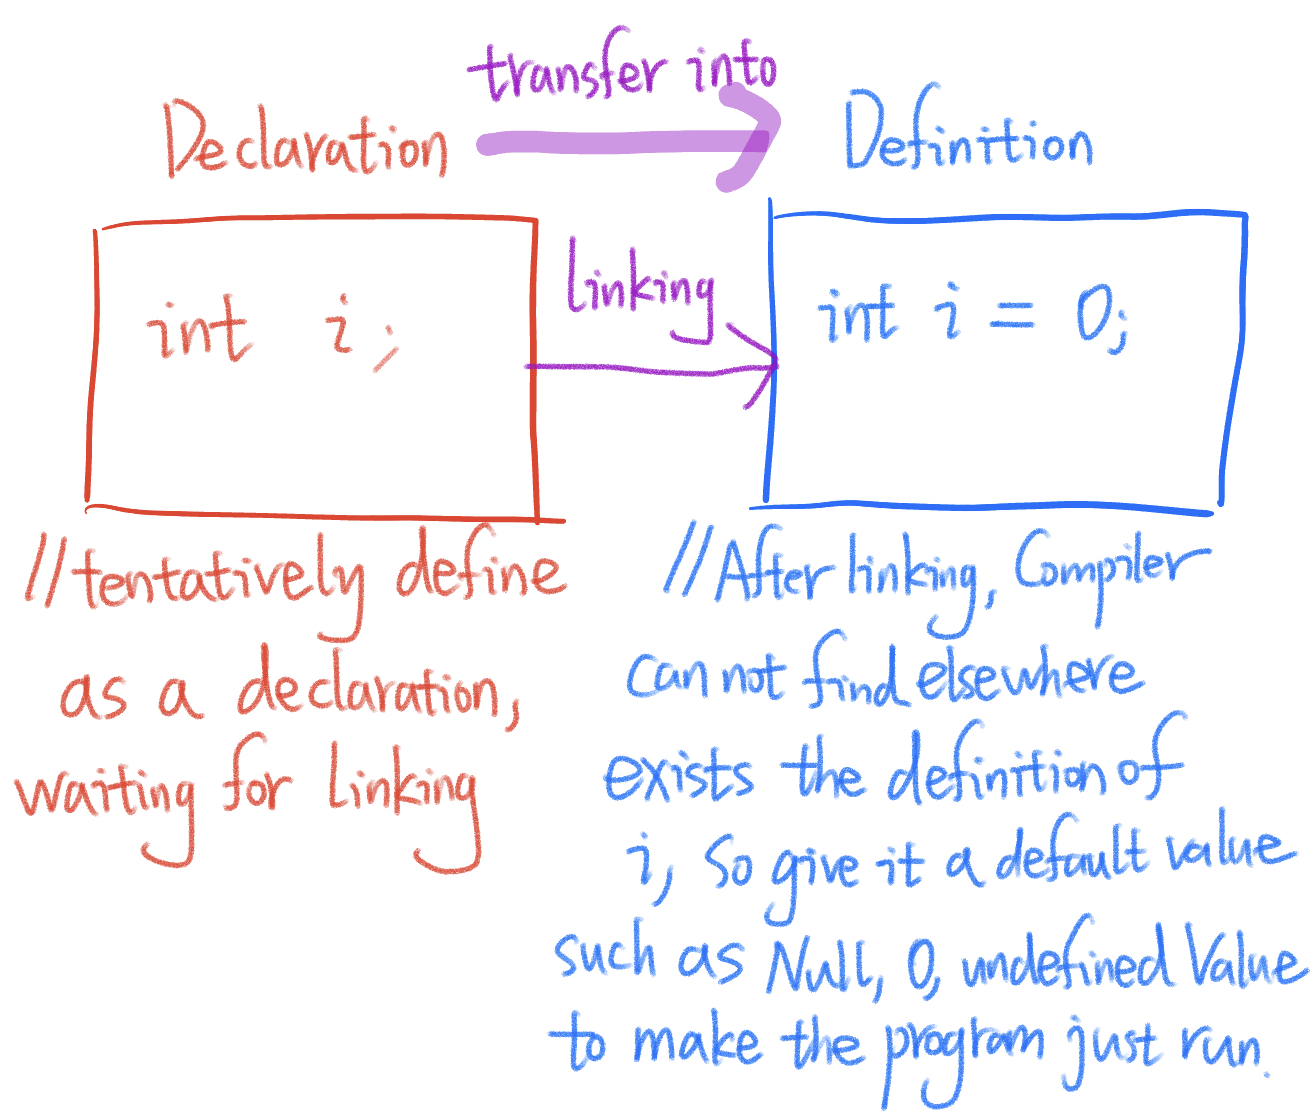 transfer into
Declaration
Definition
linking
int i;
int i = 0;
//tentatively define
as a declaration,
waiting for linking
//After linking, Compiler
can not find elsewhere
exists the definition of
i, so give it a default value
such as Null, 0, undefined Value
to make the program just run.